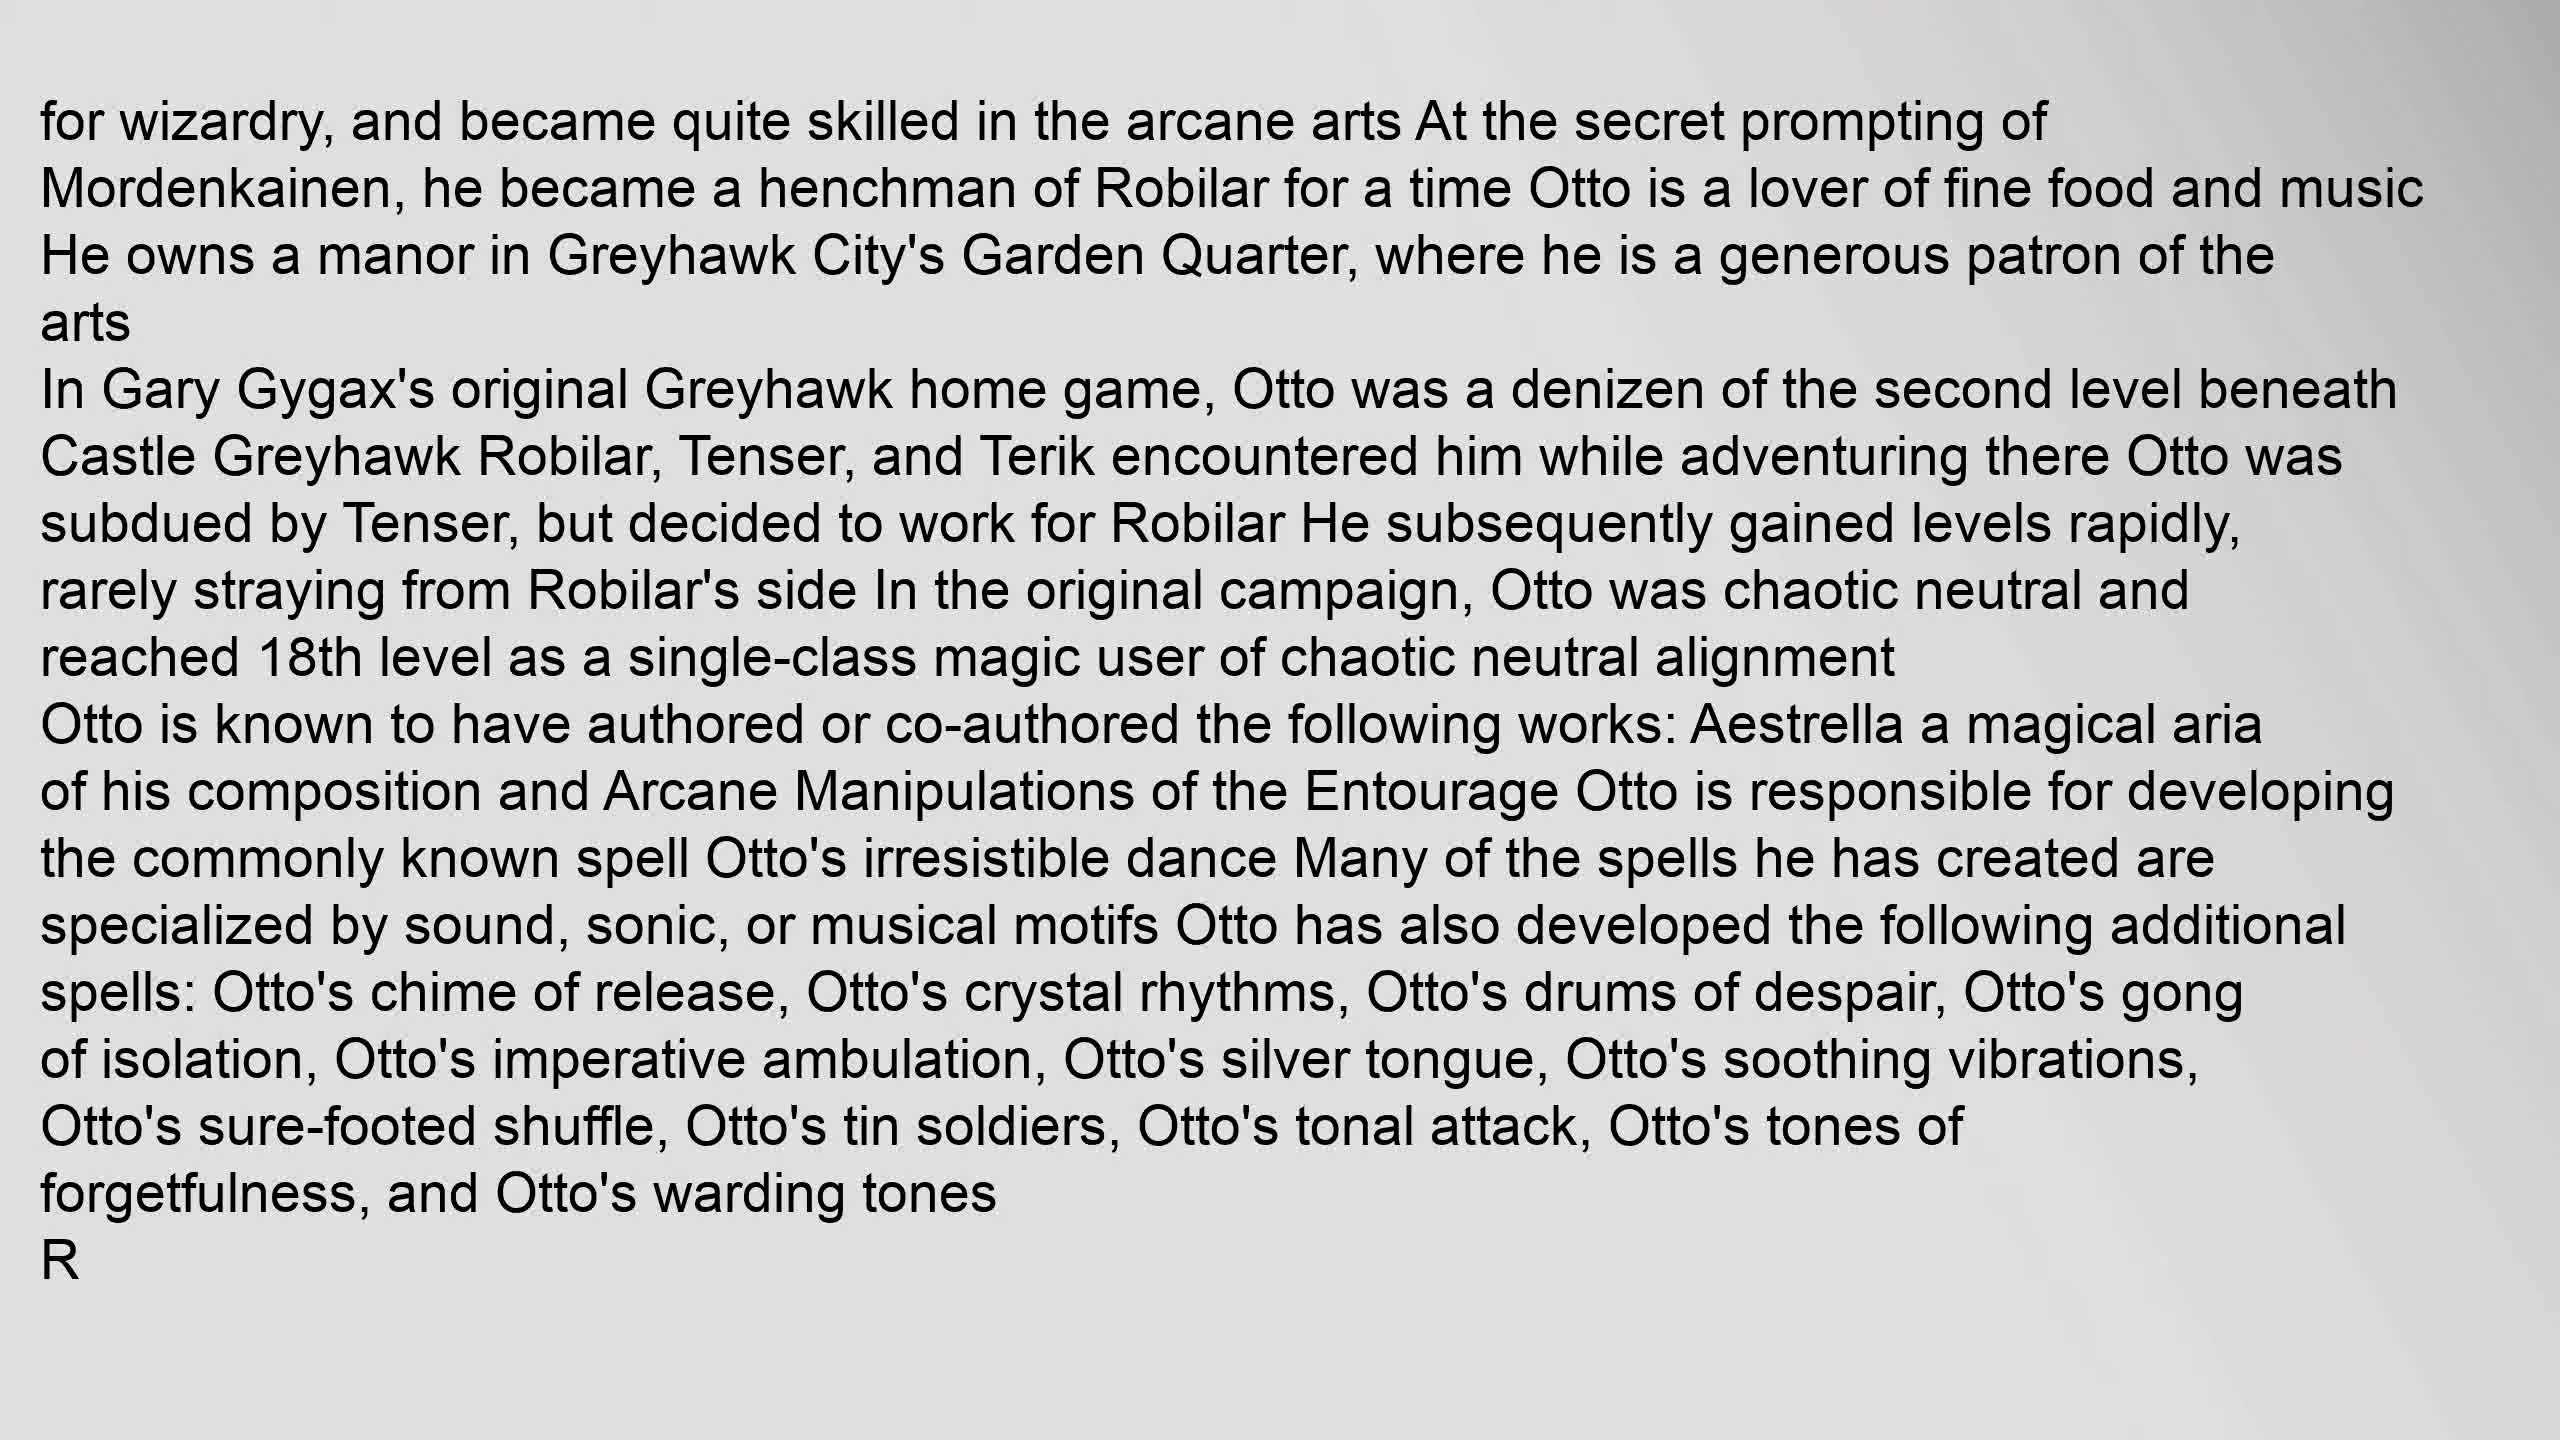 for wizardry, and became quite skilled in the arcane arts At the secret prompting of
Mordenkainen, he became a henchman of Robilar for a time Otto is a lover of fine food and music
He owns a manor in Greyhawk City's Garden Quarter, where he is a generous patron of the
arts
In Gary Gygax's original Greyhawk home game, Otto was a denizen of the second level beneath
Castle Greyhawk Robilar, Tenser, and Terik encountered him while adventuring there Otto was
subdued by Tenser, but decided to work for Robilar He subsequently gained levels rapidly,
rarely straying from Robilar's side In the original campaign, Otto was chaotic neutral and
reached 18th level as a single-class magic user of chaotic neutral alignment
Otto is known to have authored or co-authored the following works: Aestrella a magical aria
of his composition and Arcane Manipulations of the Entourage Otto is responsible for developing
the commonly known spell Otto's irresistible dance Many of the spells he has created are
specialized by sound, sonic, or musical motifs Otto has also developed the following additional
spells: Otto's chime of release, Otto's crystal rhythms, Otto's drums of despair, Otto's gong
of isolation, Otto's imperative ambulation, Otto's silver tongue, Otto's soothing vibrations,
Otto's sure-footed shuffle, Otto's tin soldiers, Otto's tonal attack, Otto's tones of
forgetfulness, and Otto's warding tones
R